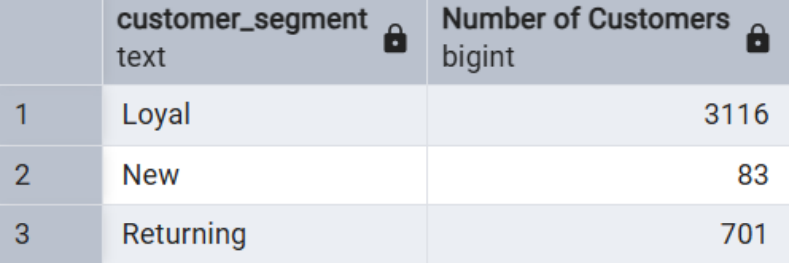 customer_segment Number of Customers
text bigint
1 Loyal 3116
2 New 83
3 Returning 701